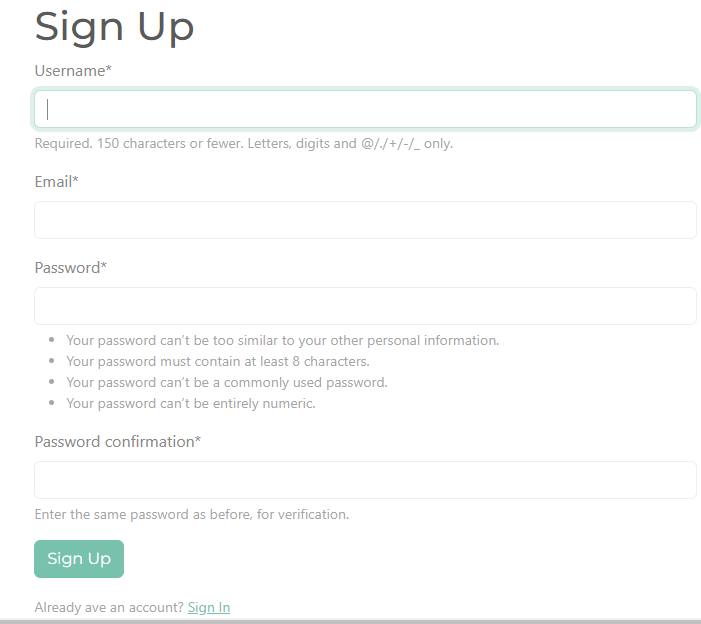 Sign Up
Username*
Required. 150 characters or fewer. Letters, digits and @/./+/-/_ only.
Email*
Password*
• Your password can't be too similar to your other personal information.
• Your password must contain at least 8 characters.
• Your password can't be a commonly used password.
• Your password can't be entirely numeric.
Password confirmation*
Enter the same password as before, for verification.
Sign Up
Already ave an account? Sign In